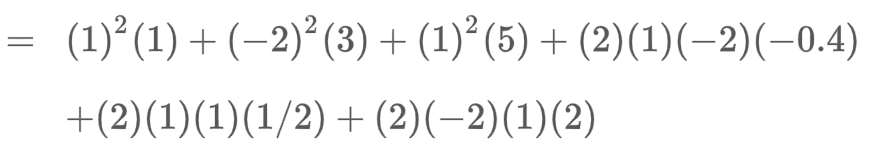 = (1)²(1) + (−2)²(3) + (1)²(5) + (2)(1)(−2)(−0.4)
+(2)(1)(1)(1/2) + (2)(−2)(1)(2)